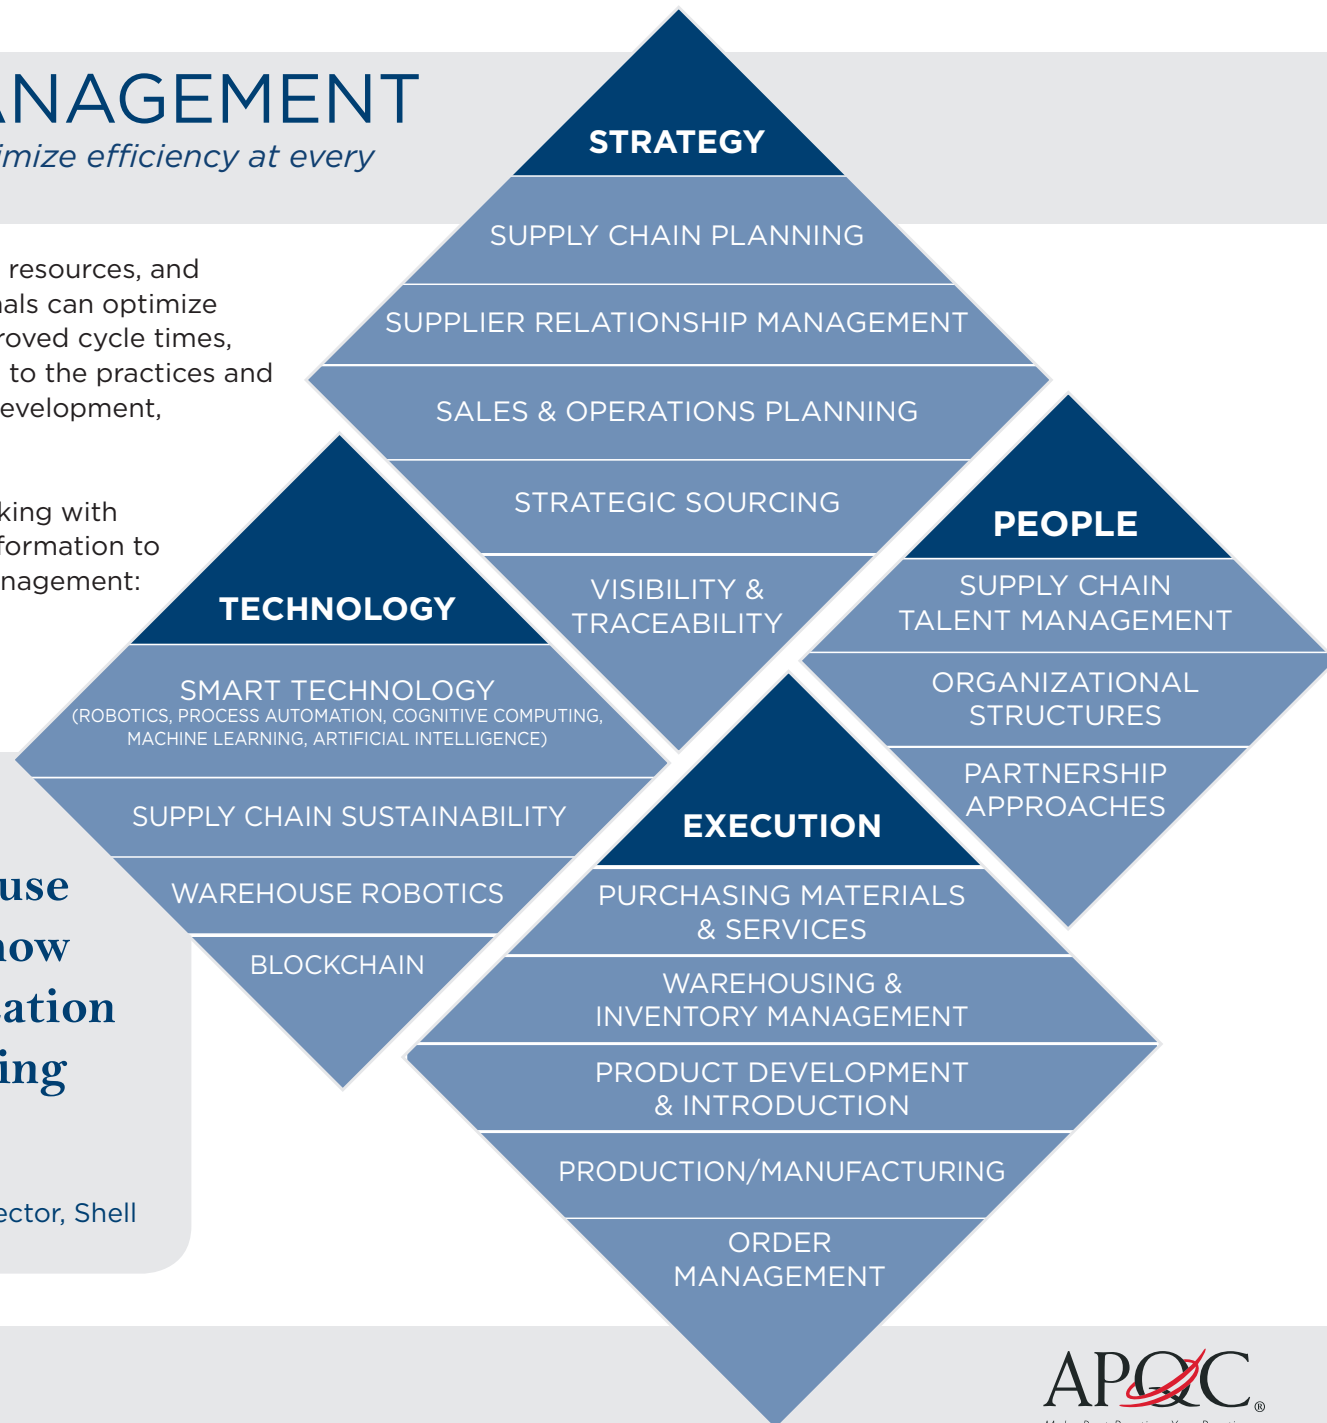 ANAGEMENT
imize efficiency at every
resources, and
nals can optimize
roved cycle times,
to the practices and
evelopment,
king with
formation to
nagement:
use
now
ation
ing
ector, Shell
STRATEGY
SUPPLY CHAIN PLANNING
SUPPLIER RELATIONSHIP MANAGEMENT
SALES & OPERATIONS PLANNING
STRATEGIC SOURCING
VISIBILITY &
TRACEABILITY
PEOPLE
SUPPLY CHAIN
TALENT MANAGEMENT
ORGANIZATIONAL
STRUCTURES
PARTNERSHIP
APPROACHES
TECHNOLOGY
SMART TECHNOLOGY
(ROBOTICS, PROCESS AUTOMATION, COGNITIVE COMPUTING,
MACHINE LEARNING, ARTIFICIAL INTELLIGENCE)
SUPPLY CHAIN SUSTAINABILITY
WAREHOUSE ROBOTICS
BLOCKCHAIN
EXECUTION
PURCHASING MATERIALS
& SERVICES
WAREHOUSING &
INVENTORY MANAGEMENT
PRODUCT DEVELOPMENT
& INTRODUCTION
PRODUCTION/MANUFACTURING
ORDER
MANAGEMENT
APQC®